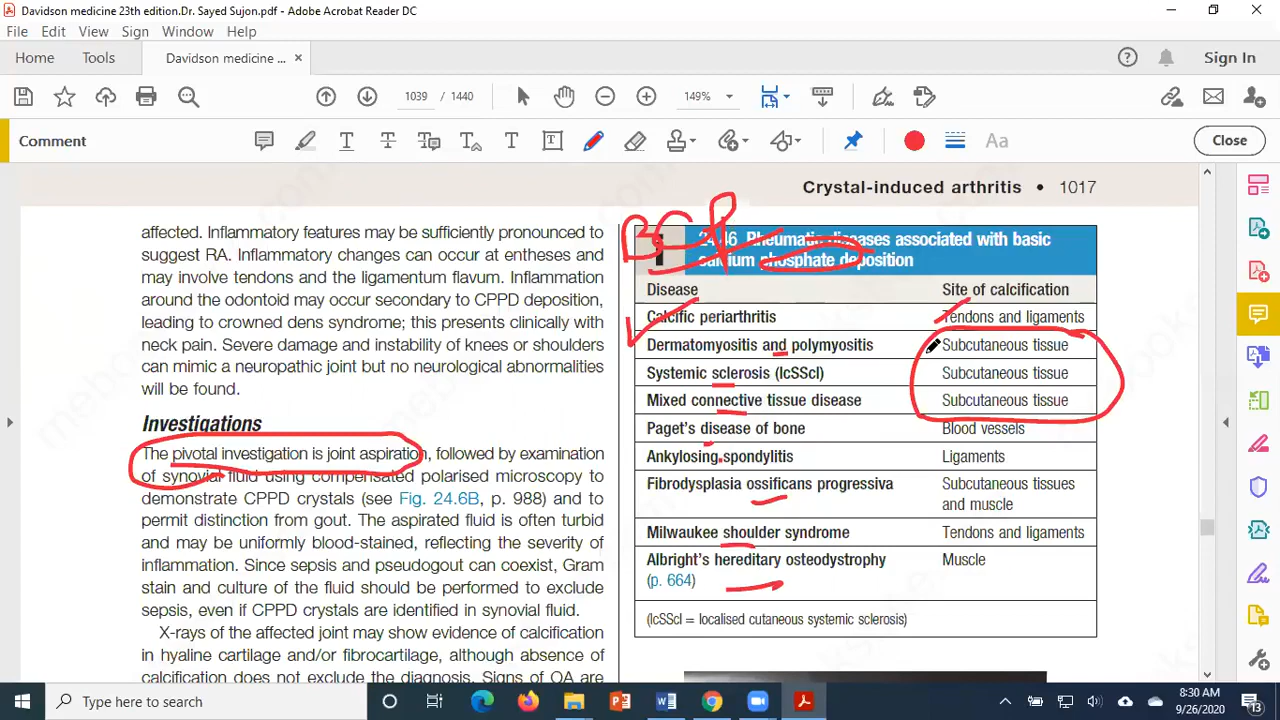 Davidson medicine 23th edition.Dr. Sayed Sujon.pdf - Adobe Acrobat Reader DC
File Edit View Sign Window Help
Home Tools Davidson medicine ... × Sign In
1039 / 1440 149%
Comment Aa Close
Crystal-induced arthritis • 1017
affected. Inflammatory features may be sufficiently pronounced to
suggest RA. Inflammatory changes can occur at entheses and
may involve tendons and the ligamentum flavum. Inflammation
around the odontoid may occur secondary to CPPD deposition,
leading to crowned dens syndrome; this presents clinically with
neck pain. Severe damage and instability of knees or shoulders
can mimic a neuropathic joint but no neurological abnormalities
will be found.
Investigations
The pivotal investigation is joint aspiration, followed by examination
of synovial fluid using compensated polarised microscopy to
demonstrate CPPD crystals (see Fig. 24.6B, p. 988) and to
permit distinction from gout. The aspirated fluid is often turbid
and may be uniformly blood-stained, reflecting the severity of
inflammation. Since sepsis and pseudogout can coexist, Gram
stain and culture of the fluid should be performed to exclude
sepsis, even if CPPD crystals are identified in synovial fluid.
X-rays of the affected joint may show evidence of calcification
in hyaline cartilage and/or fibrocartilage, although absence of
calcification does not exclude the diagnosis. Signs of OA are
BCP
24.46 Rheumatic diseases associated with basic
calcium phosphate deposition
Disease Site of calcification
Calcific periarthritis Tendons and ligaments
Dermatomyositis and polymyositis Subcutaneous tissue
Systemic sclerosis (lcSScl) Subcutaneous tissue
Mixed connective tissue disease Subcutaneous tissue
Paget's disease of bone Blood vessels
Ankylosing spondylitis Ligaments
Fibrodysplasia ossificans progressiva Subcutaneous tissues
and muscle
Milwaukee shoulder syndrome Tendons and ligaments
Albright's hereditary osteodystrophy Muscle
(p. 664)
(lcSScl = localised cutaneous systemic sclerosis)
Type here to search
8:30 AM
9/26/2020
13